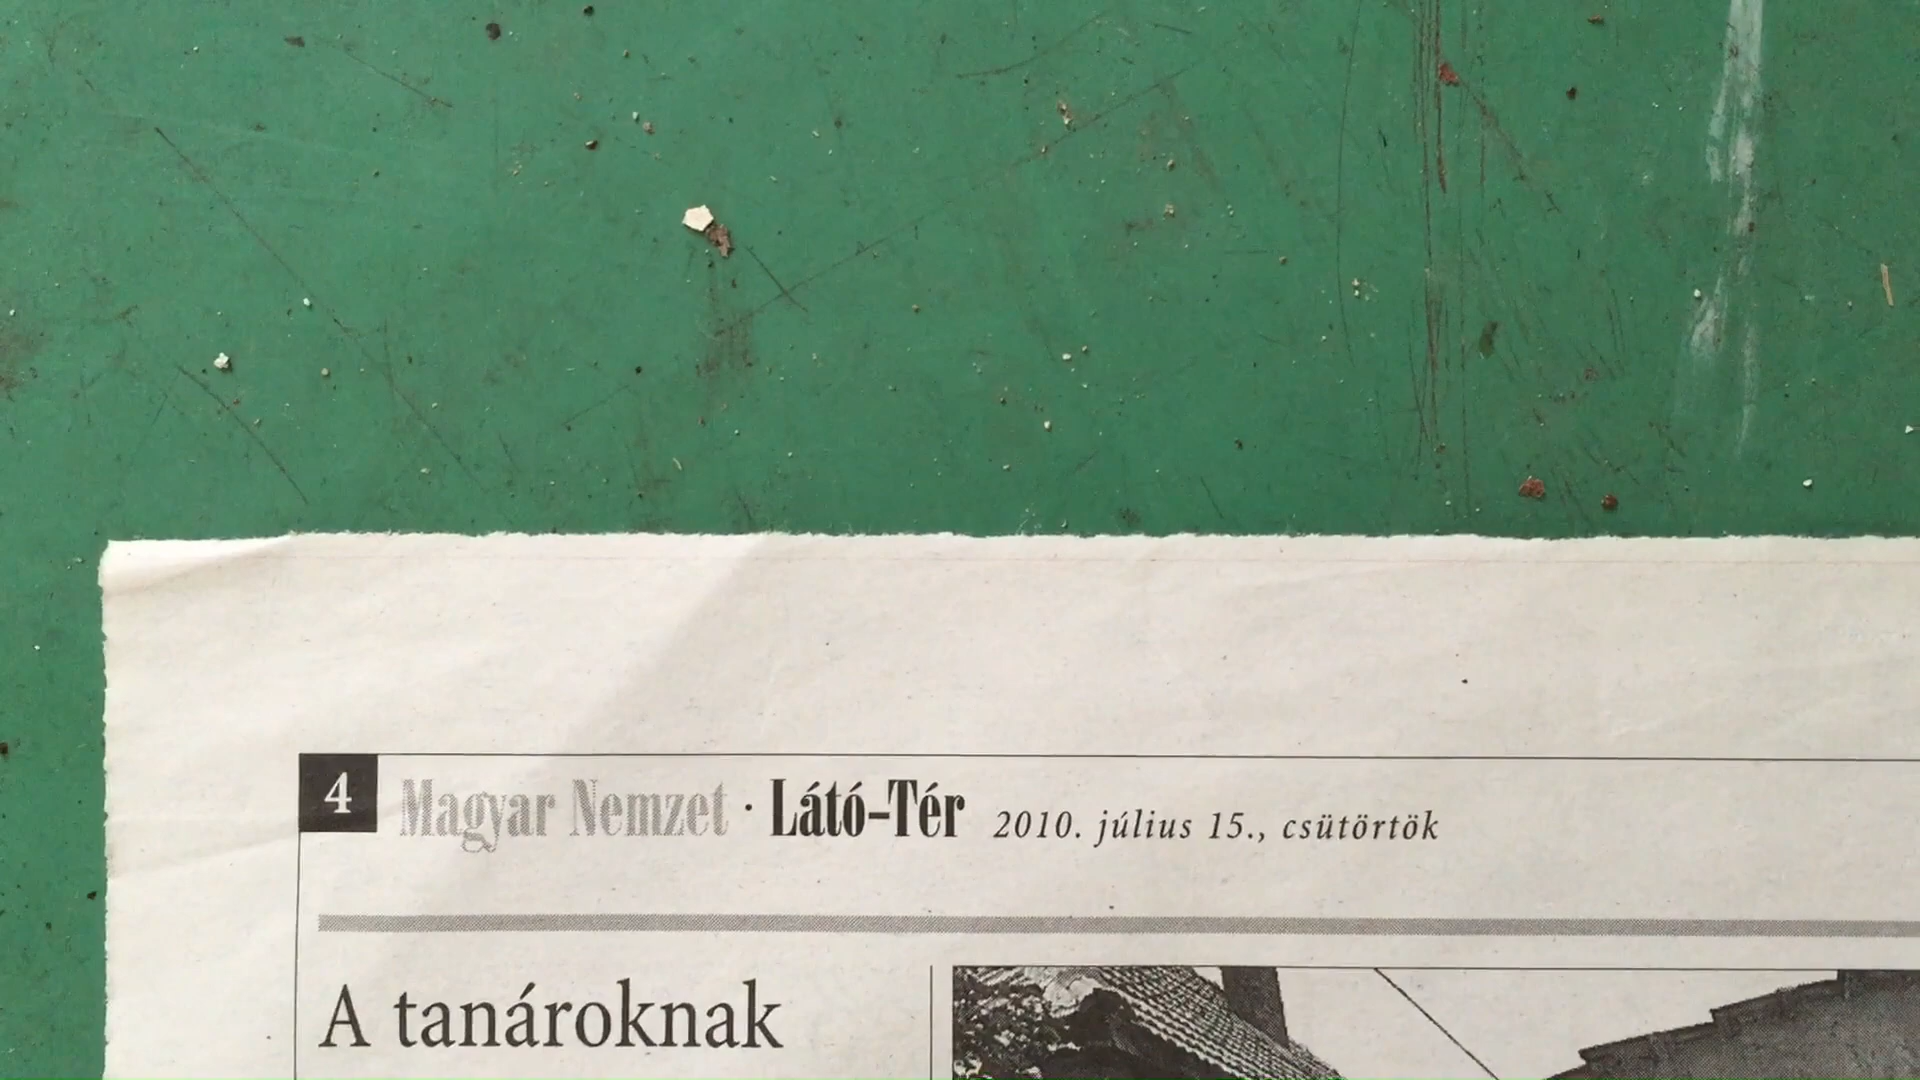 4 Magyar Nemzet · Látó-Tér 2010. július 15., csütörtök
A tanároknak